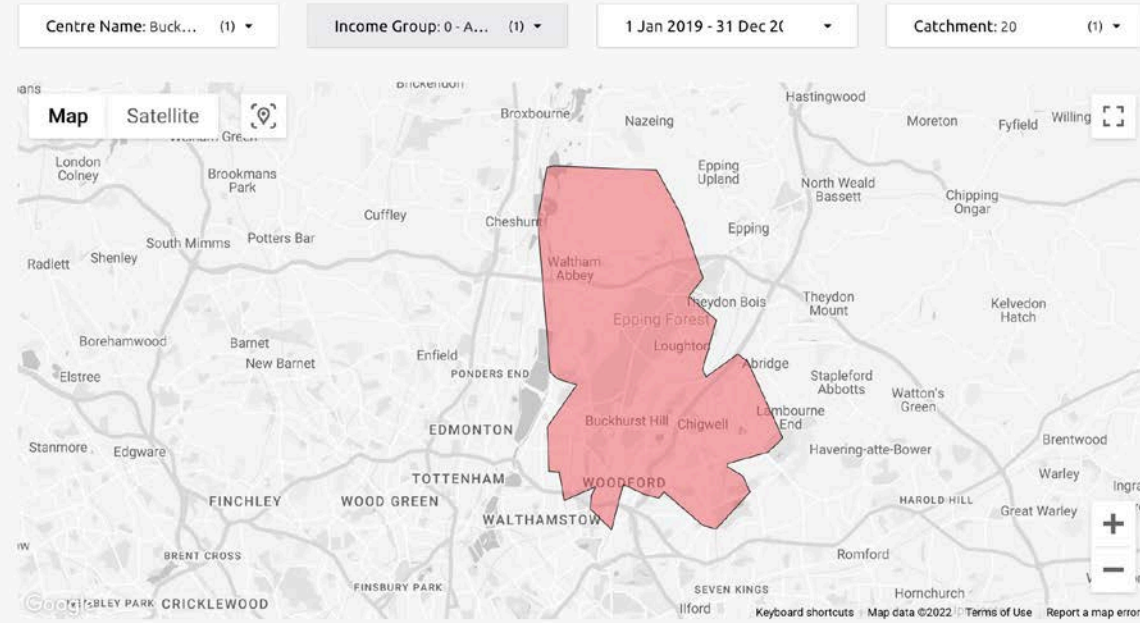 Centre Name: Buck... (1)
Income Group: 0 - A... (1)
1 Jan 2019 - 31 Dec 20
Catchment: 20 (1)
Map
Satellite
Brickendon
Broxbourne
Nazeing
Hastingwood
Moreton
Fyfield
Willing
London
Colney
Brookmans
Park
Epping
Upland
North Weald
Bassett
Chipping
Ongar
Cuffley
Cheshunt
Epping
South Mimms
Potters Bar
Radlett
Shenley
Waltham
Abbey
Theydon Bois
Theydon
Mount
Kelvedon
Hatch
Epping Forest
Loughton
Borehamwood
Barnet
New Barnet
Enfield
PONDERS END
Abridge
Elstree
Stapleford
Abbotts
Watton's
Green
Buckhurst Hill
Chigwell
Lambourne
End
EDMONTON
Stanmore
Edgware
Havering-atte-Bower
Brentwood
TOTTENHAM
WOODFORD
Warley
Ingra
FINCHLEY
WOOD GREEN
HAROLD HILL
Great Warley
WALTHAMSTOW
BRENT CROSS
Romford
FINSBURY PARK
SEVEN KINGS
Hornchurch
Google
PARK
CRICKLEWOOD
Ilford
Keyboard shortcuts
Map data ©2022
Terms of Use
Report a map error